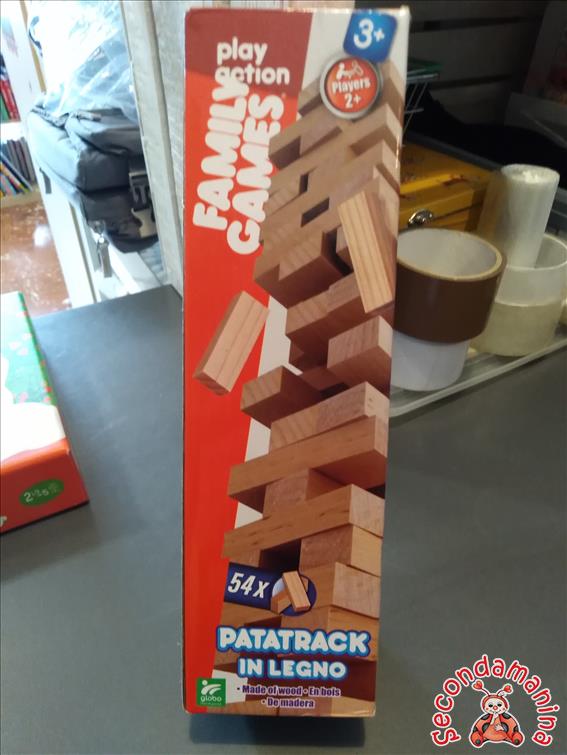 3+
play
action
Players
2+
FAMILY
GAMES
54X
PATATRACK
IN LEGNO
• Made of wood • En bois
• De madera
globo
Secondamanina